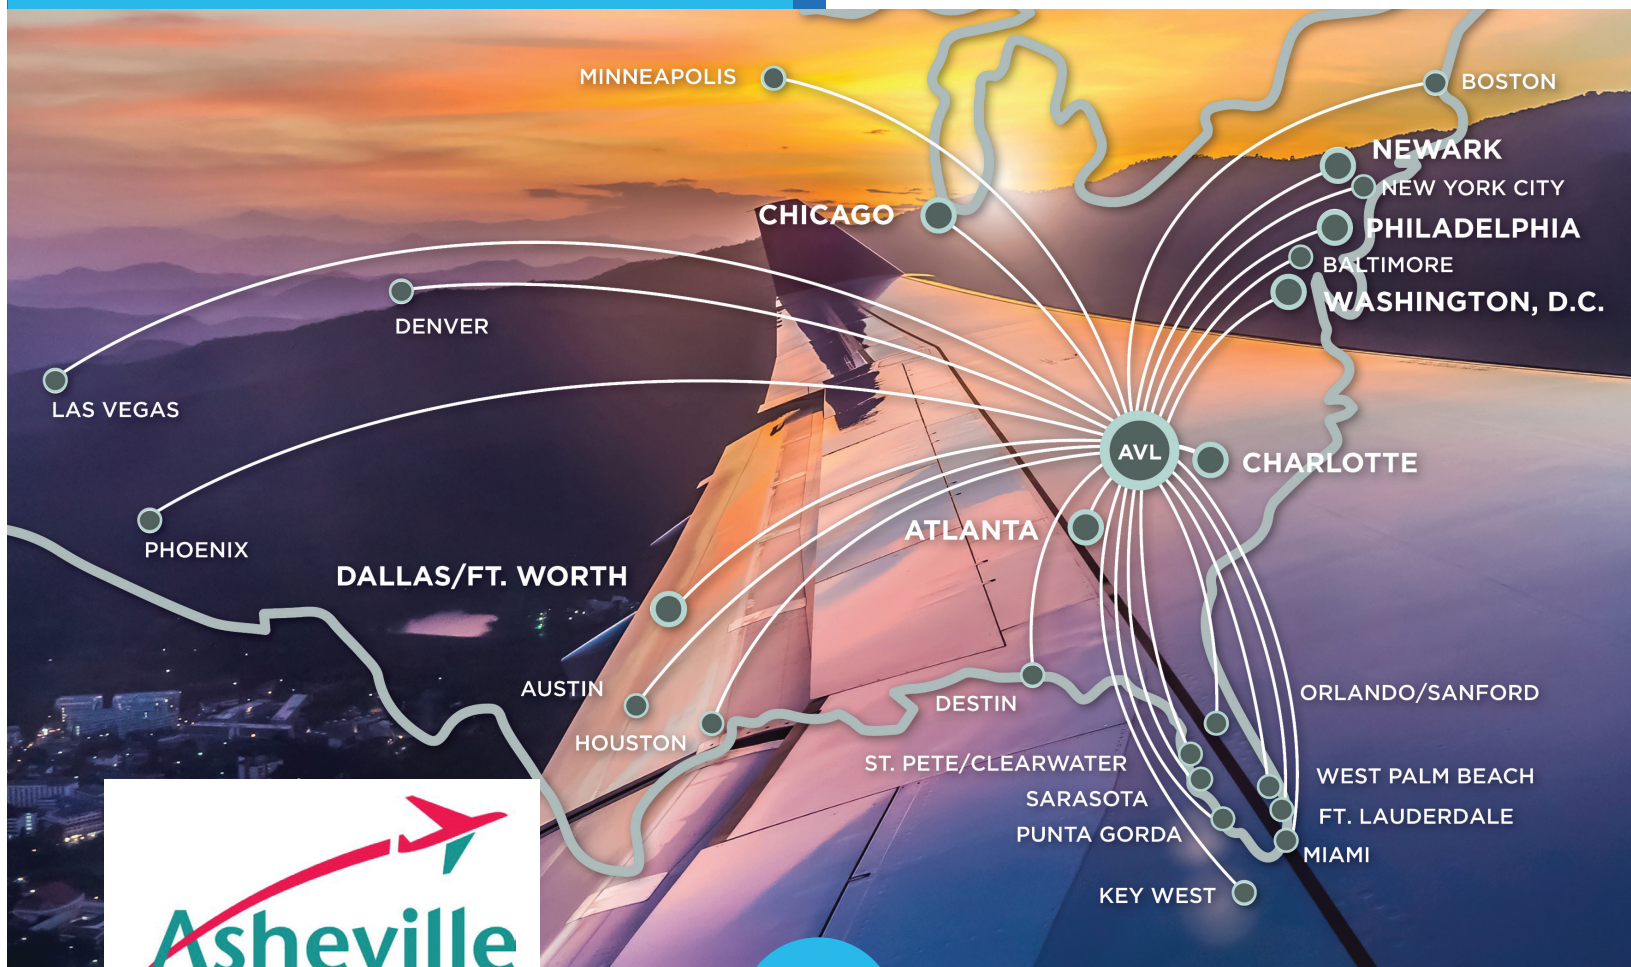 MINNEAPOLIS
BOSTON
NEWARK
NEW YORK CITY
CHICAGO
PHILADELPHIA
BALTIMORE
WASHINGTON, D.C.
DENVER
LAS VEGAS
AVL
CHARLOTTE
ATLANTA
PHOENIX
DALLAS/FT. WORTH
AUSTIN
ORLANDO/SANFORD
DESTIN
HOUSTON
ST. PETE/CLEARWATER
WEST PALM BEACH
SARASOTA
FT. LAUDERDALE
PUNTA GORDA
MIAMI
KEY WEST
Asheville